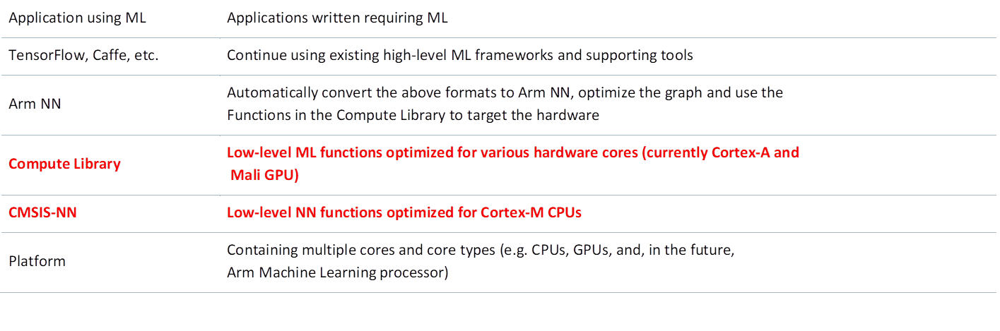 Application using ML
Applications written requiring ML
TensorFlow, Caffe, etc.
Continue using existing high-level ML frameworks and supporting tools
Arm NN
Automatically convert the above formats to Arm NN, optimize the graph and use the
Functions in the Compute Library to target the hardware
Compute Library
Low-level ML functions optimized for various hardware cores (currently Cortex-A and
Mali GPU)
CMSIS-NN
Low-level NN functions optimized for Cortex-M CPUs
Platform
Containing multiple cores and core types (e.g. CPUs, GPUs, and, in the future,
Arm Machine Learning processor)